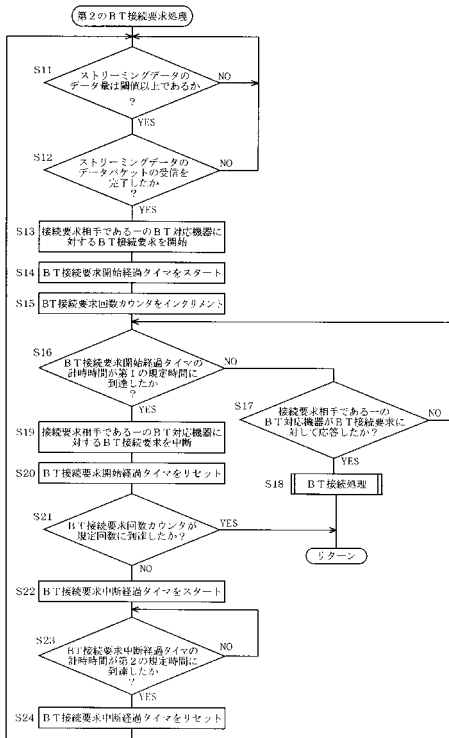 第２のＢＴ接続要求処理
S11
ストリーミングデータの
データ量は閾値以上であるか
？
NO
YES
S12
ストリーミングデータの
データパケットの受信を
完了したか
？
NO
YES
S13
接続要求相手である一のＢＴ対応機器に
対するＢＴ接続要求を開始
S14
ＢＴ接続要求開始経過タイマをスタート
S15
ＢＴ接続要求回数カウンタをインクリメント
S16
ＢＴ接続要求開始経過タイマの
計時時間が第１の規定時間に
到達したか
？
NO
YES
S17
接続要求相手である一の
ＢＴ対応機器がＢＴ接続要求に
対して応答したか？
NO
YES
S18
ＢＴ接続処理
S19
接続要求相手である一のＢＴ対応機器に
対するＢＴ接続要求を中断
S20
ＢＴ接続要求開始経過タイマをリセット
S21
ＢＴ接続要求回数カウンタが
規定回数に到達したか？
YES
リターン
NO
S22
ＢＴ接続要求中断経過タイマをスタート
S23
ＢＴ接続要求中断経過タイマの
計時時間が第２の規定時間に
到達したか
？
NO
YES
S24
ＢＴ接続要求中断経過タイマをリセット